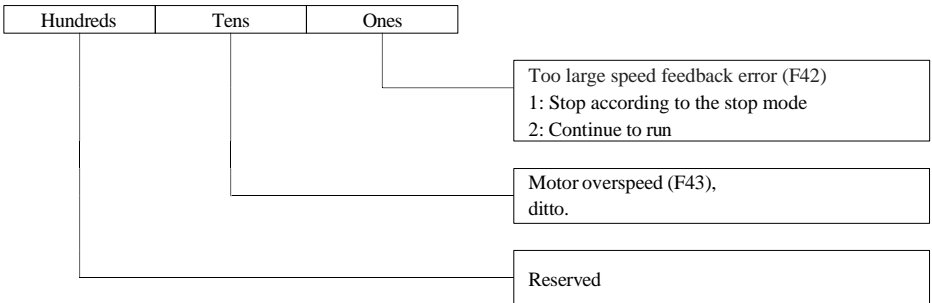 Hundreds Tens Ones
Too large speed feedback error (F42)
1: Stop according to the stop mode
2: Continue to run
Motor overspeed (F43),
ditto.
Reserved